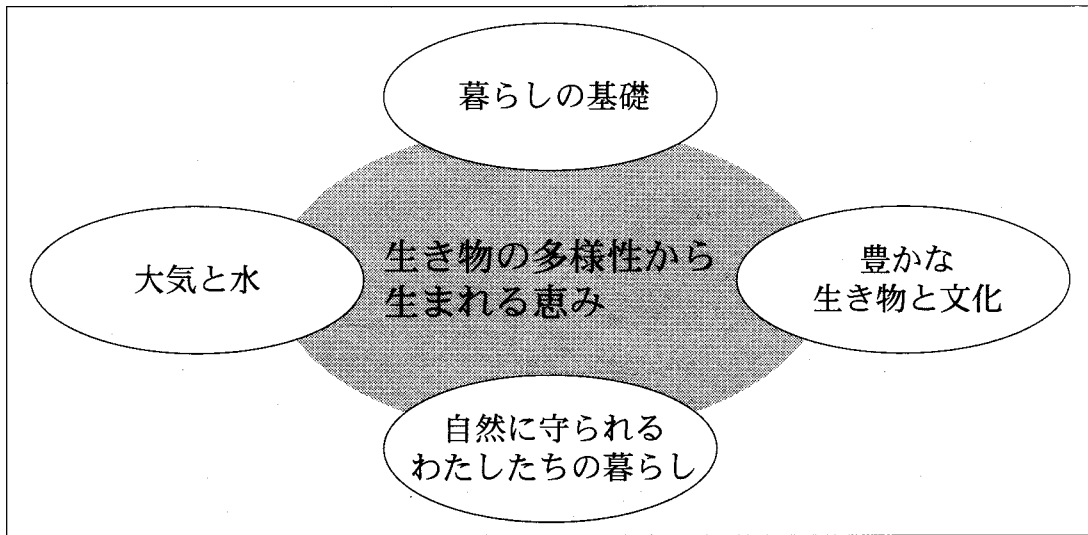 暮らしの基礎
大気と水
生き物の多様性から
生まれる恵み
豊かな
生き物と文化
自然に守られる
わたしたちの暮らし